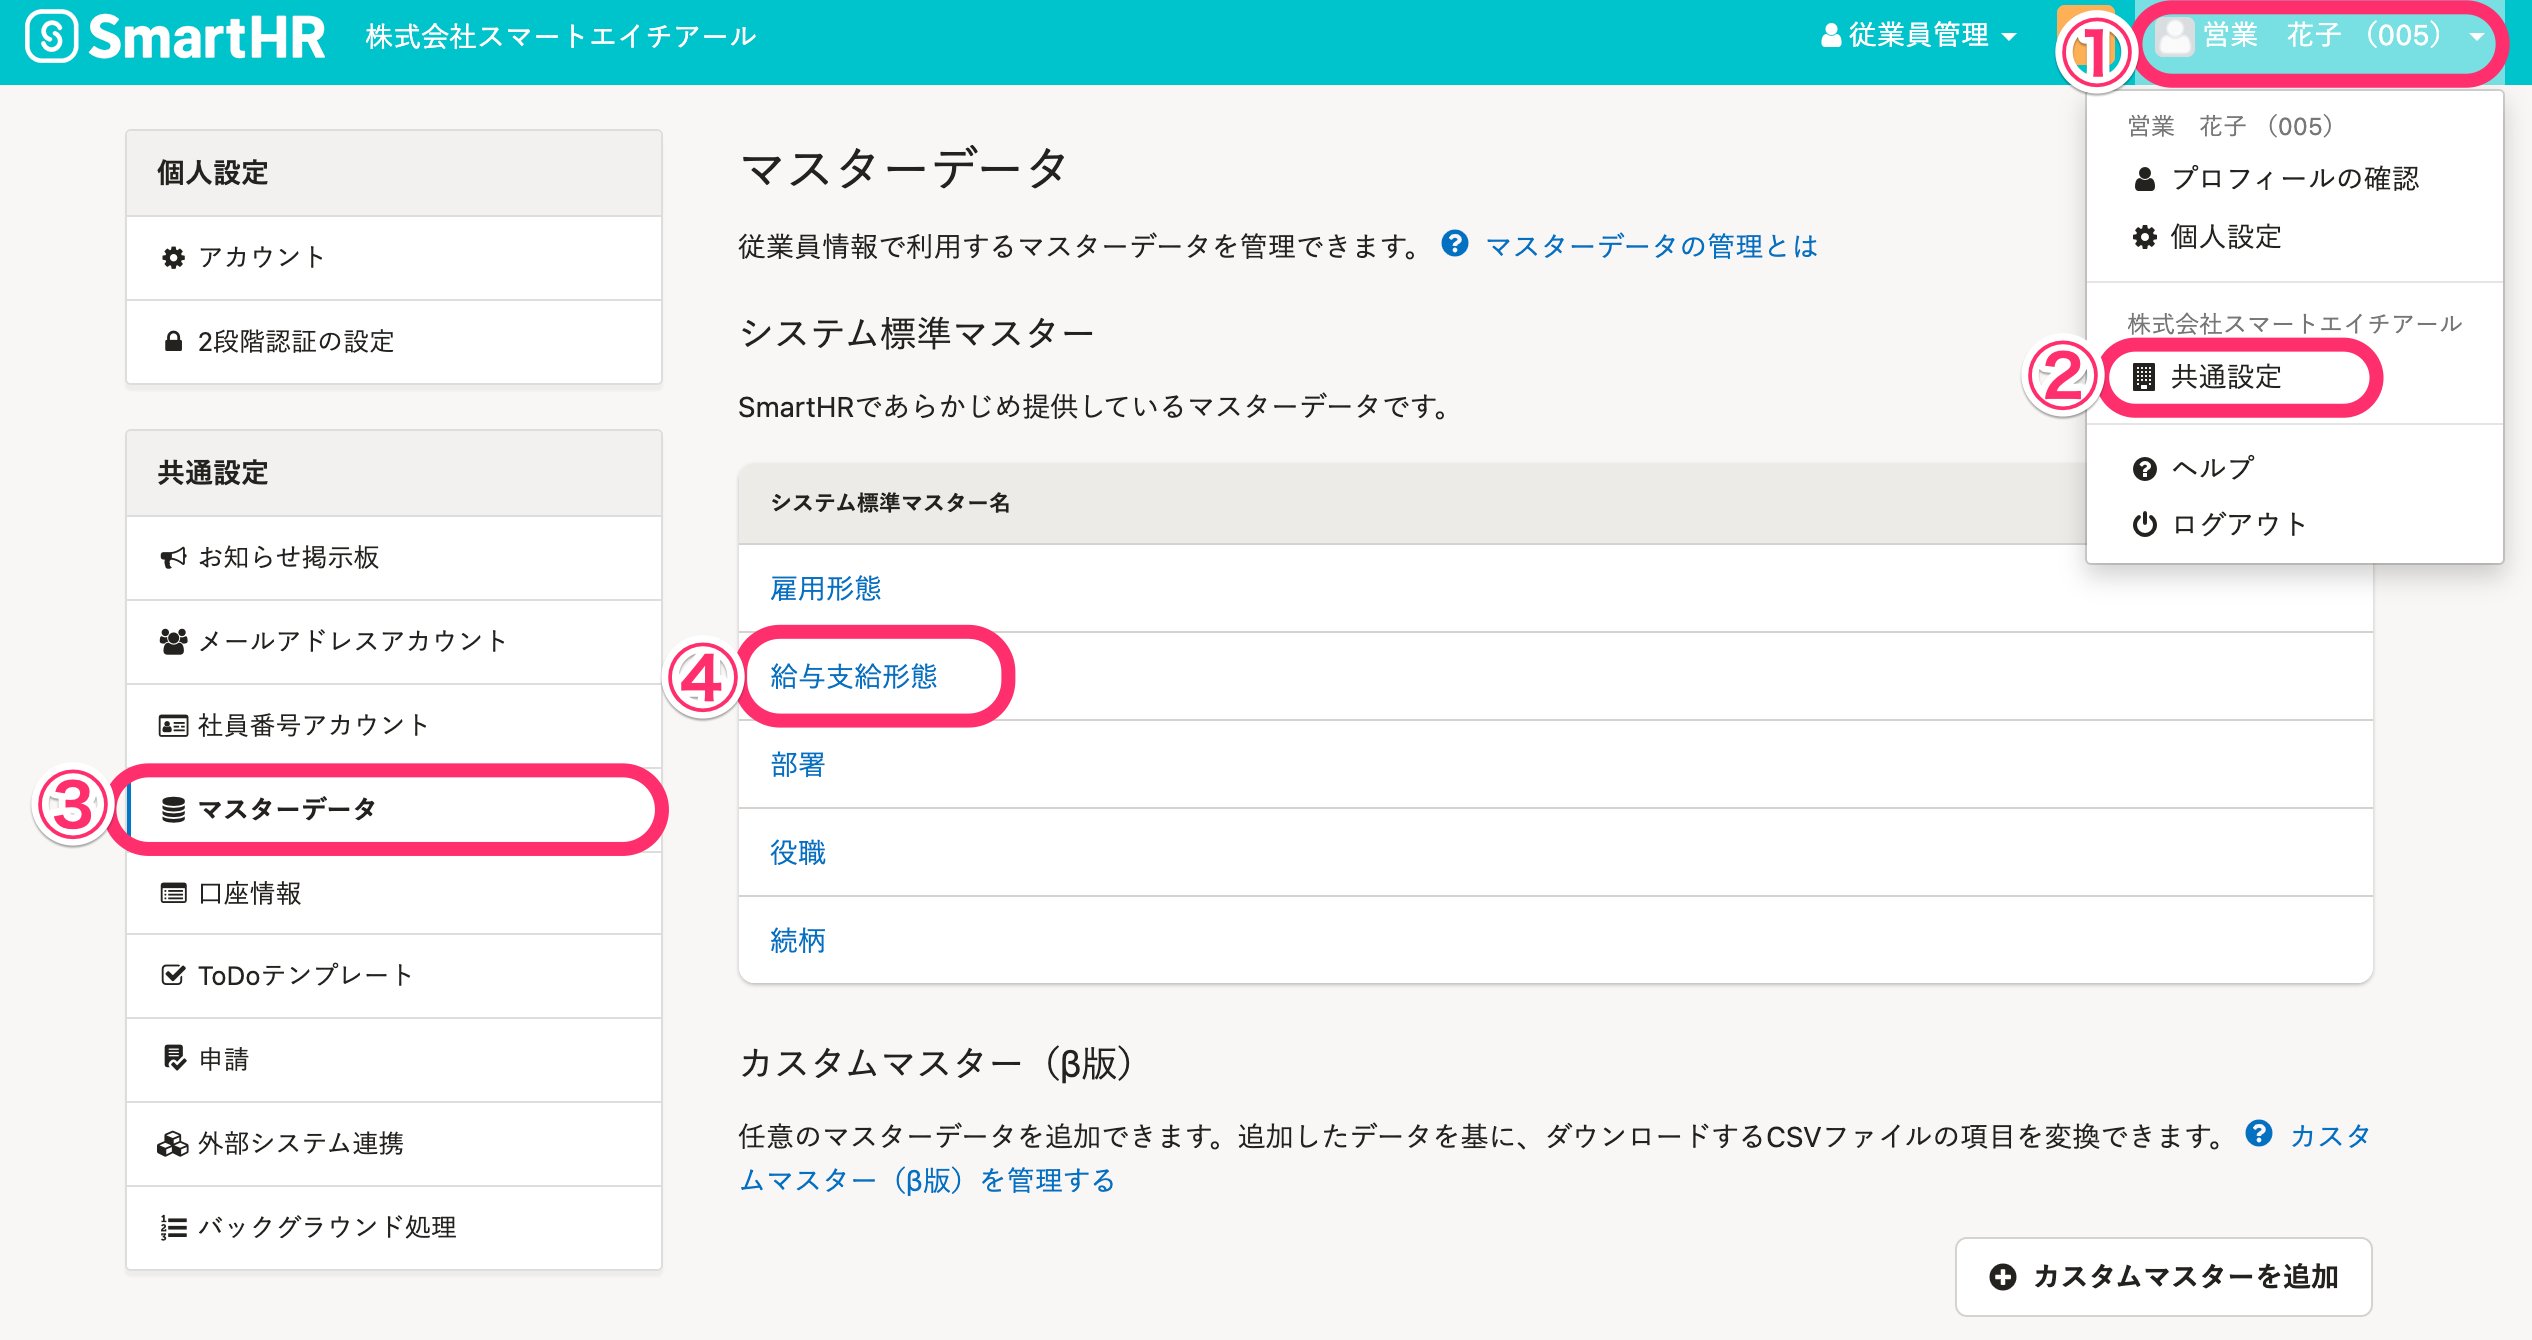 SmartHR 株式会社スマートエイチアール 従業員管理 ① 営業 花子 (005)
営業 花子 (005)
プロフィールの確認
個人設定
株式会社スマートエイチアール
② 共通設定
ヘルプ
ログアウト
個人設定
アカウント
2段階認証の設定
共通設定
お知らせ掲示板
メールアドレスアカウント
社員番号アカウント
③ マスターデータ
口座情報
ToDoテンプレート
申請
外部システム連携
バックグラウンド処理
マスターデータ
従業員情報で利用するマスターデータを管理できます。 マスターデータの管理とは
システム標準マスター
SmartHRであらかじめ提供しているマスターデータです。
システム標準マスター名
雇用形態
④ 給与支給形態
部署
役職
続柄
カスタムマスター（β版）
任意のマスターデータを追加できます。追加したデータを基に、ダウンロードするCSVファイルの項目を変換できます。 カスタ
ムマスター（β版）を管理する
カスタムマスターを追加